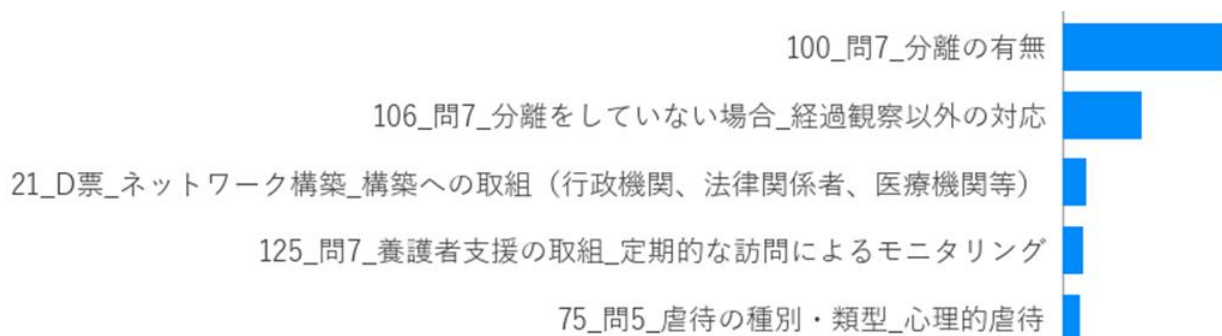 100_問7_分離の有無
106_問7_分離をしていない場合_経過観察以外の対応
21_D票_ネットワーク構築_構築への取組（行政機関、法律関係者、医療機関等）
125_問7_養護者支援の取組_定期的な訪問によるモニタリング
75_問5_虐待の種別・類型_心理的虐待